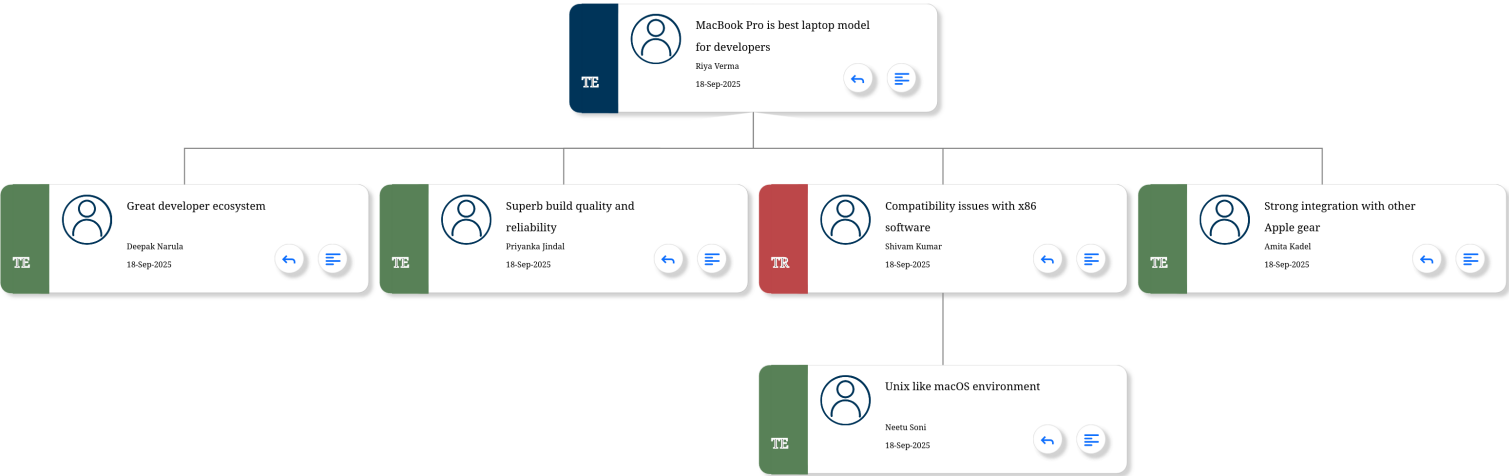 MacBook Pro is best laptop model
for developers
Riya Verma
18-Sep-2025
TE
Great developer ecosystem
Deepak Narula
18-Sep-2025
TE
Superb build quality and
reliability
Priyanka Jindal
18-Sep-2025
TE
Compatibility issues with x86
software
Shivam Kumar
18-Sep-2025
TR
Strong integration with other
Apple gear
Amita Kadel
18-Sep-2025
TE
Unix like macOS environment
Neetu Soni
18-Sep-2025
TE